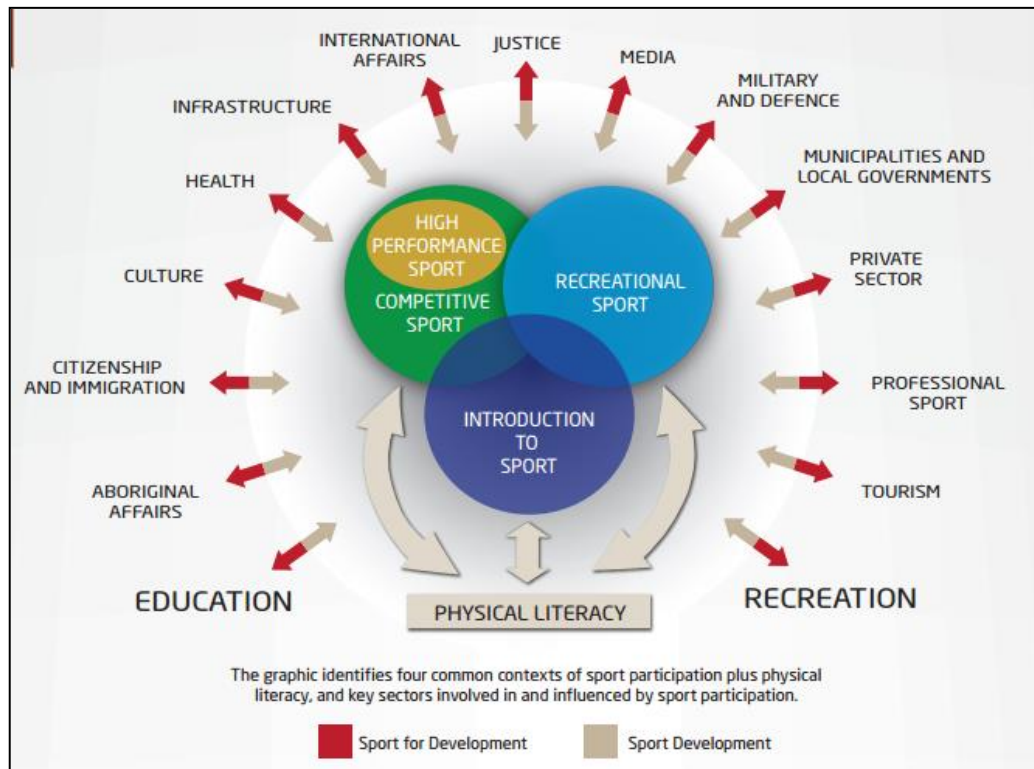 INTERNATIONAL
AFFAIRS
JUSTICE
MEDIA
MILITARY
AND DEFENCE
INFRASTRUCTURE
MUNICIPALITIES AND
LOCAL GOVERNMENTS
HEALTH
HIGH
PERFORMANCE
SPORT
COMPETITIVE
SPORT
RECREATIONAL
SPORT
PRIVATE
SECTOR
CULTURE
CITIZENSHIP
AND IMMIGRATION
PROFESSIONAL
SPORT
INTRODUCTION
TO
SPORT
ABORIGINAL
AFFAIRS
TOURISM
EDUCATION
PHYSICAL LITERACY
RECREATION
The graphic identifies four common contexts of sport participation plus physical
literacy, and key sectors involved in and influenced by sport participation.
Sport for Development
Sport Development